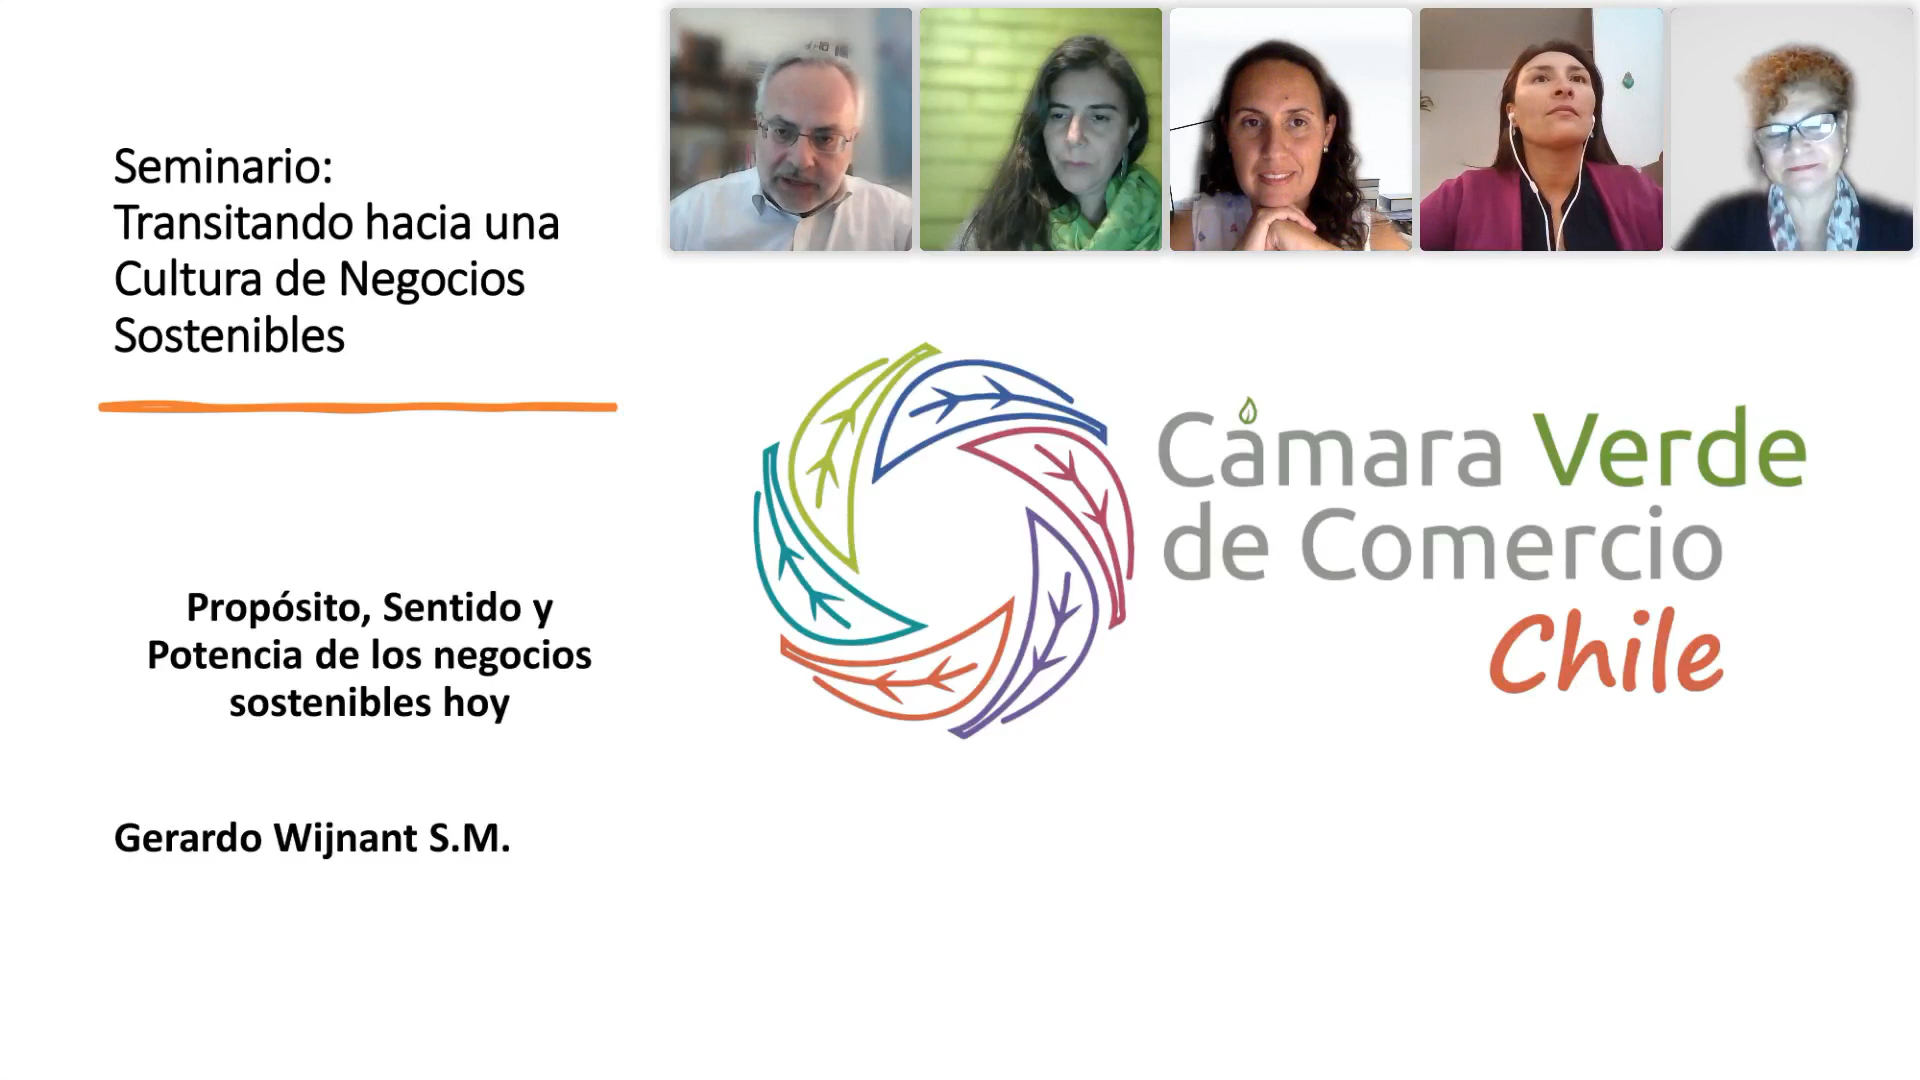 Seminario:
Transitando hacia una
Cultura de Negocios
Sostenibles
Propósito, Sentido y
Potencia de los negocios
sostenibles hoy
Gerardo Wijnant S.M.
Cámara Verde
de Comercio
Chile